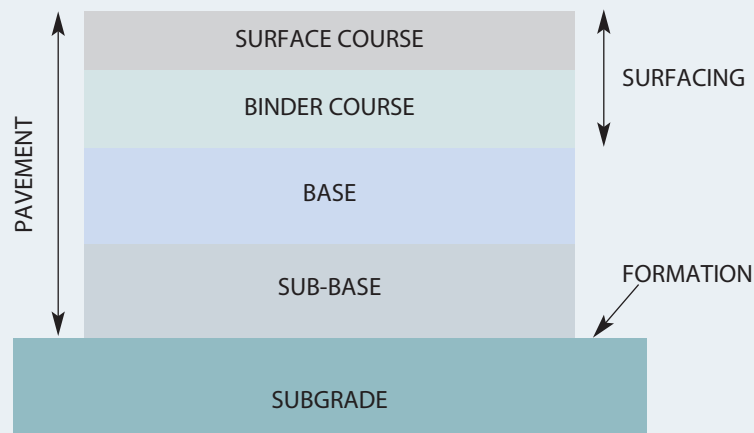 SURFACE COURSE
SURFACING
BINDER COURSE
PAVEMENT
BASE
FORMATION
SUB-BASE
SUBGRADE